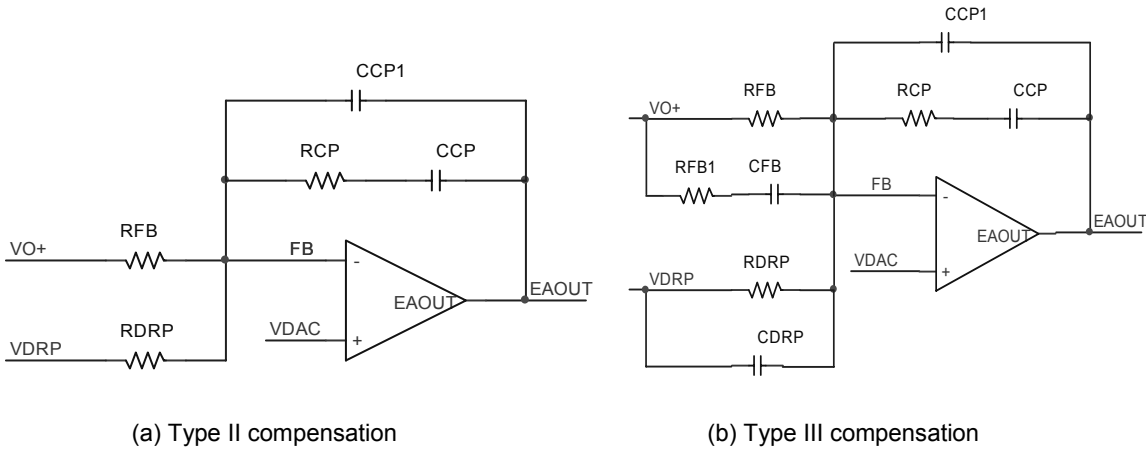 CCP1
RCP
CCP
RFB
VO+
FB
-
EAOUT
EAOUT
RDRP
VDRP
VDAC
+
(a) Type II compensation
CCP1
RFB
RCP
CCP
VO+
RFB1
CFB
FB
-
EAOUT
EAOUT
RDRP
VDAC
+
VDRP
CDRP
(b) Type III compensation